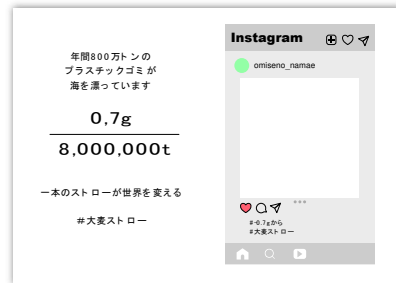 年間800万トンの
プラスチックゴミが
海を漂っています
0,7g
8,000,000t
一本のストローが世界を変える
#大麦ストロー
Instagram
omiseno_namae
#-0.7gから
#大麦ストロー